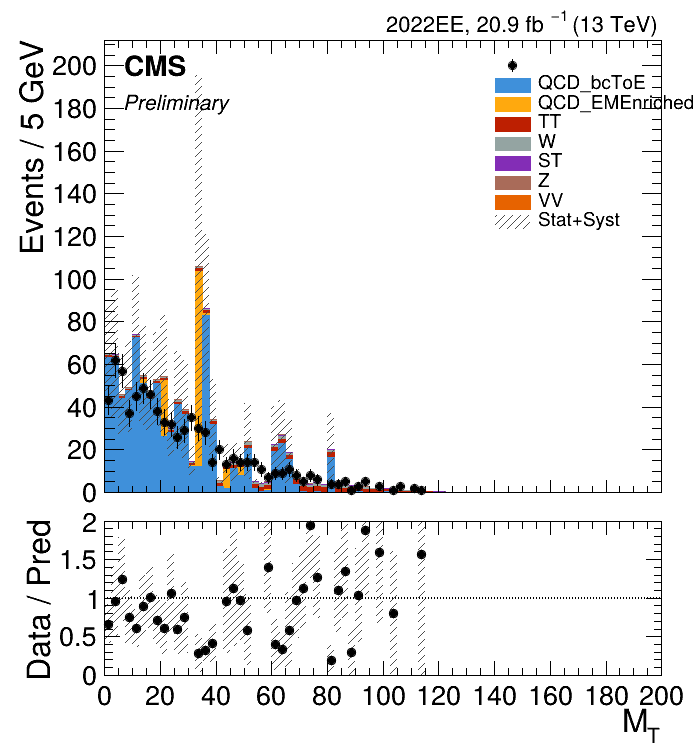 2022EE, 20.9 fb⁻¹ (13 TeV)
Events / 5 GeV
CMS
Preliminary
QCD_bcToE
QCD_EMEnriched
TT
W
ST
Z
VV
Stat+Syst
200
180
160
140
120
100
80
60
40
20
0
Data / Pred
2
1.5
1
0.5
0
0 20 40 60 80 100 120 140 160 180 200
M_T